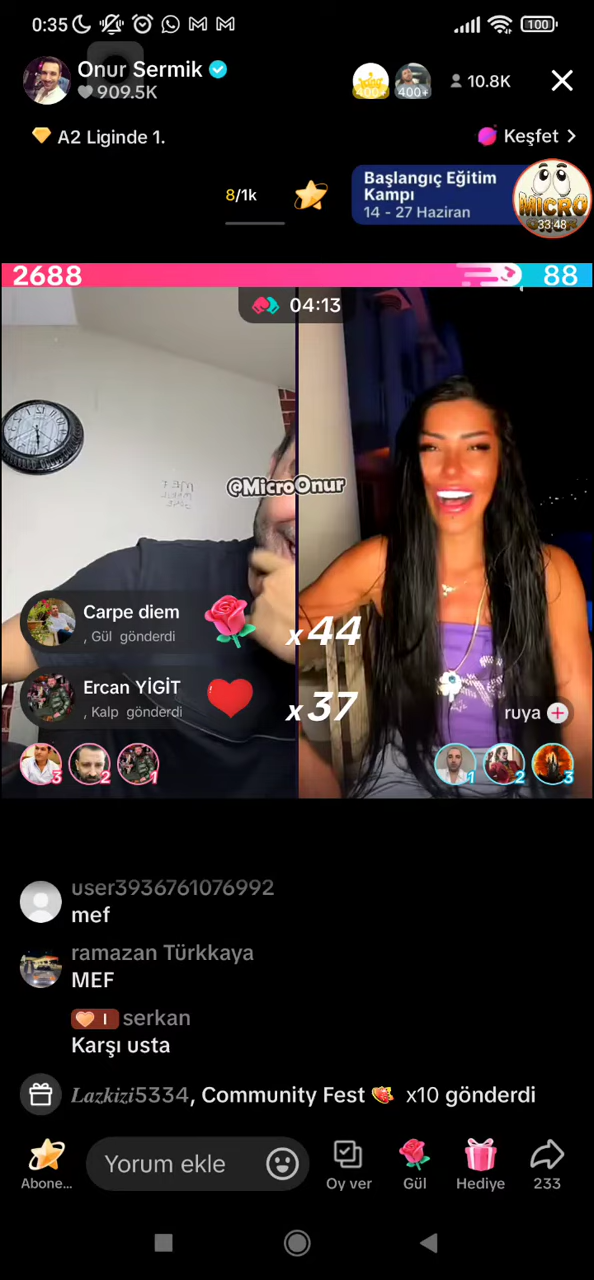 0:35
100
Onur Sermik
909.5K
400+
400+
10.8K
A2 Liginde 1.
Keşfet
8/1k
Başlangıç Eğitim
Kampı
14 - 27 Haziran
MICRO
33:48
2688
88
04:13
@MicroOnur
Carpe diem
, Gül gönderdi
x44
Ercan YİGİT
, Kalp gönderdi
x37
ruya
3
2
1
1
2
3
user3936761076992
mef
ramazan Türkkaya
MEF
I serkan
Karşı usta
Lazkizi5334, Community Fest x10 gönderdi
Yorum ekle
Abone...
Oy ver
Gül
Hediye
233